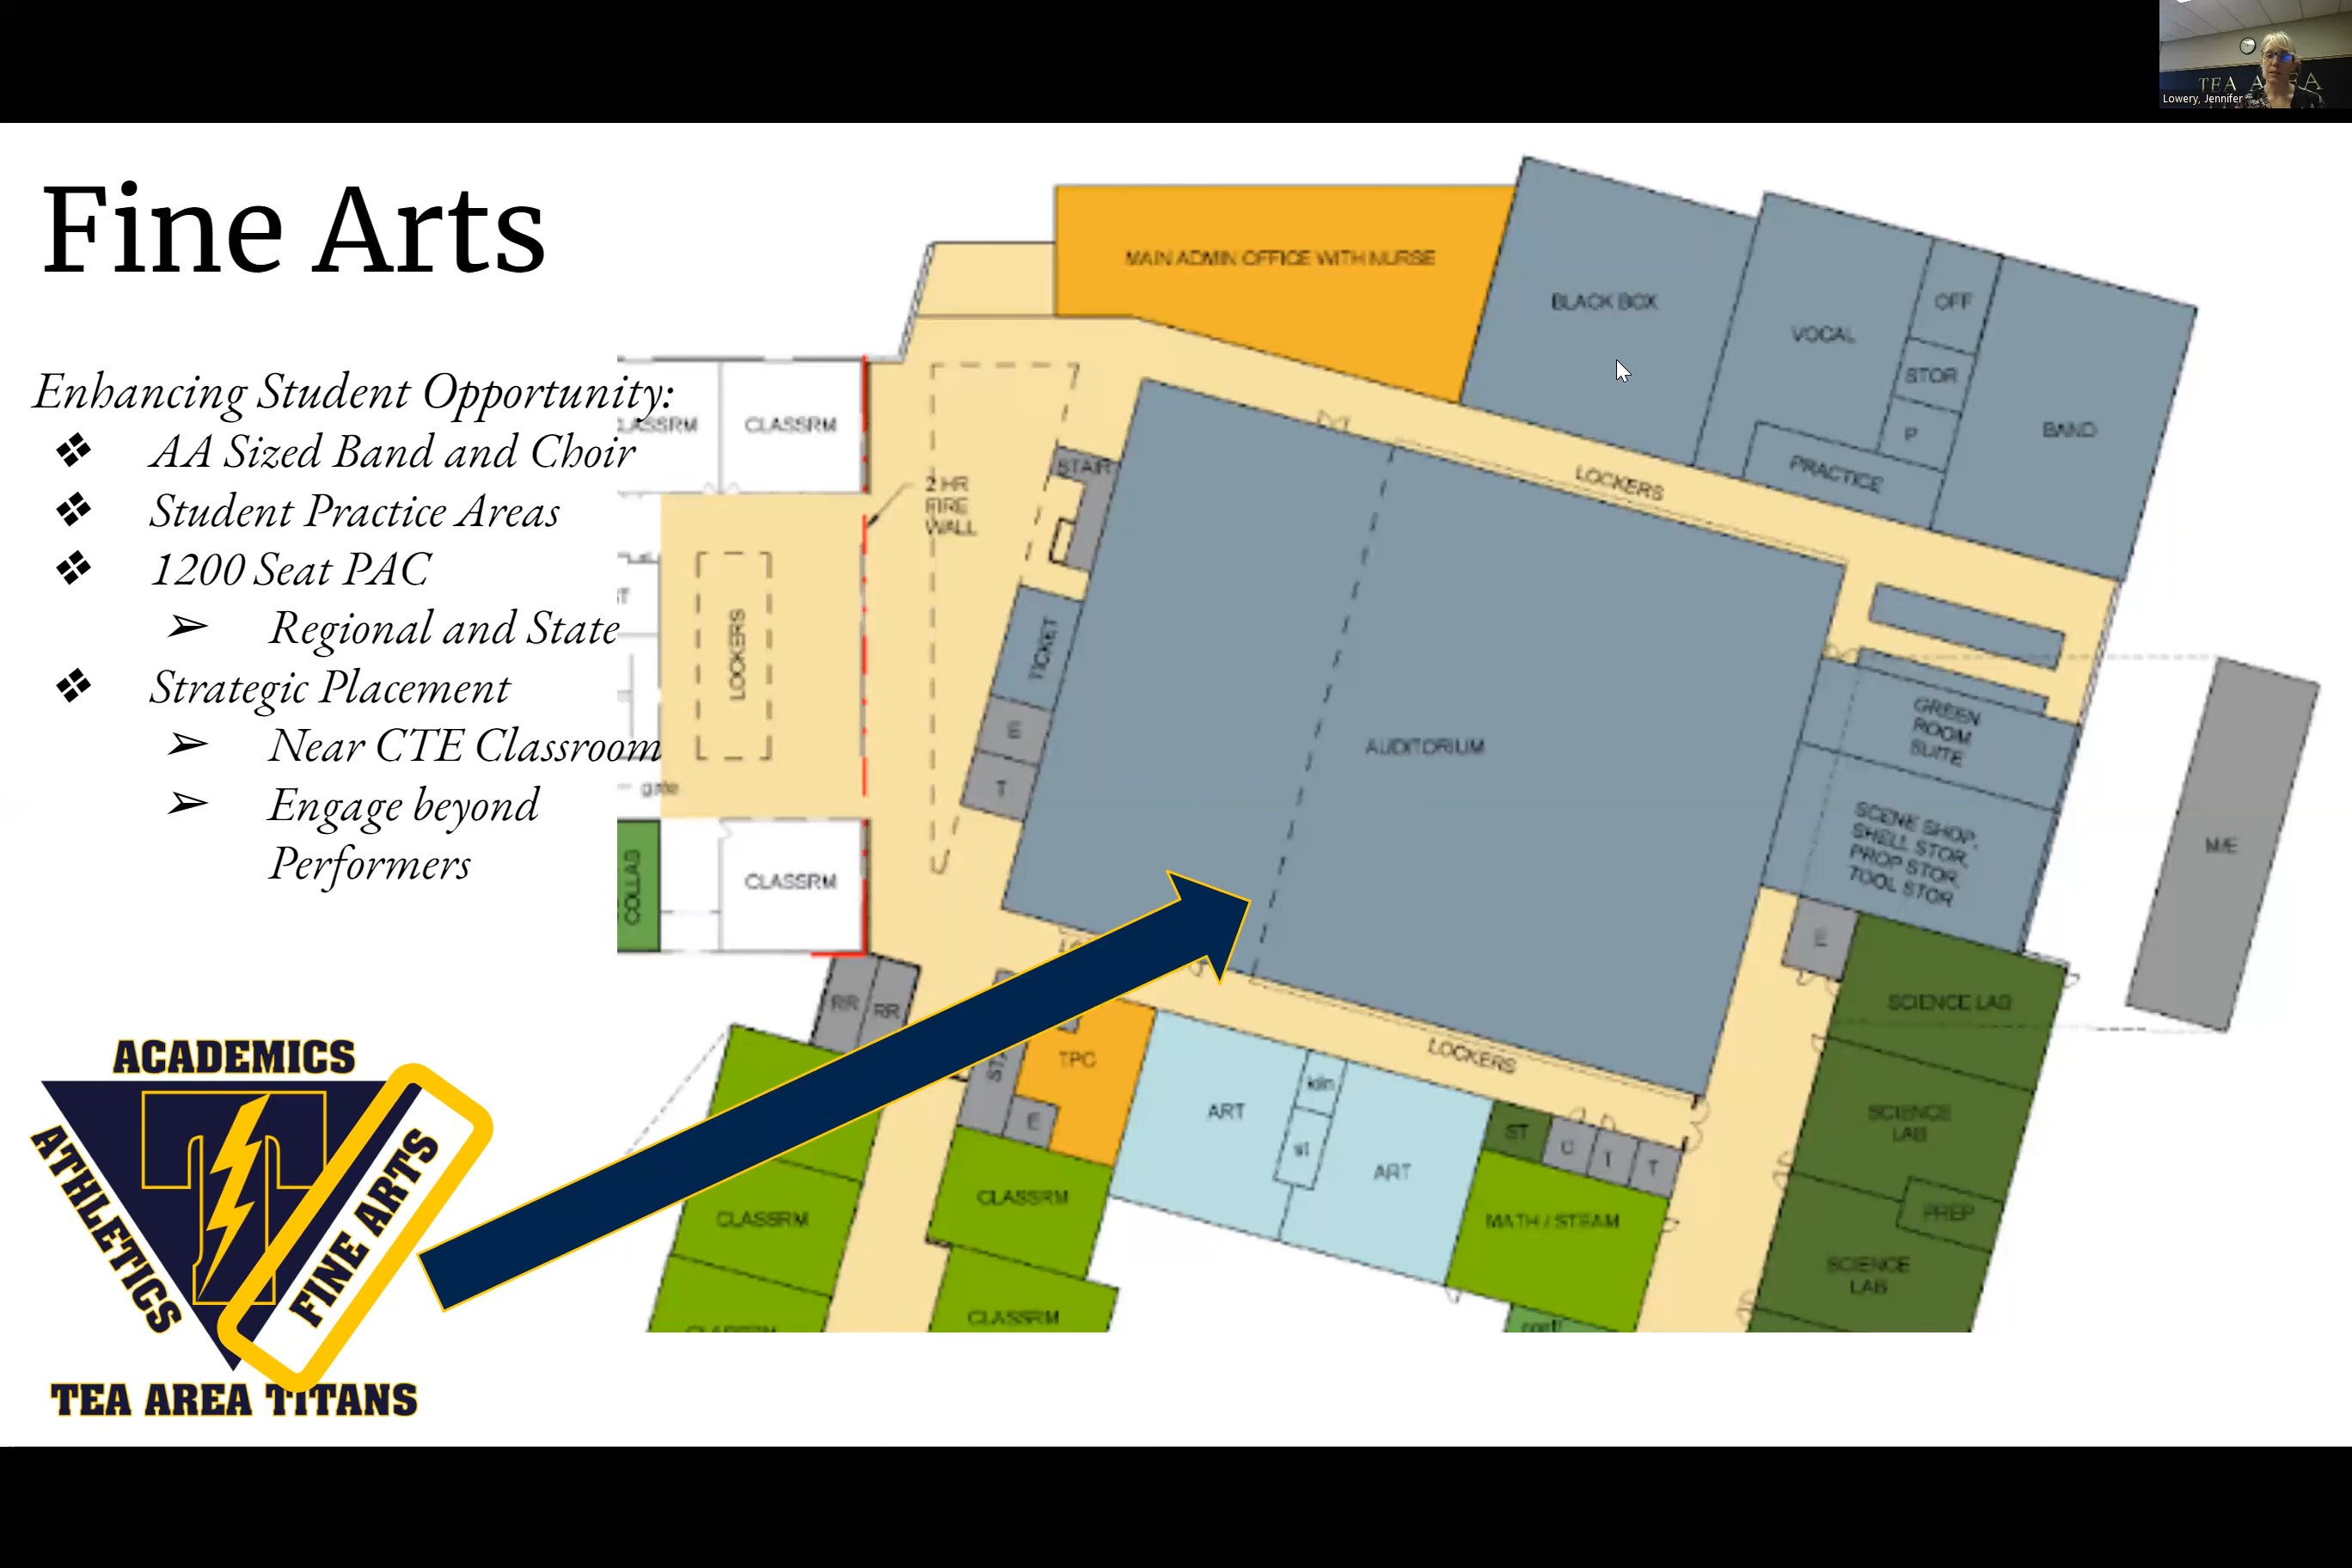 TEA AREA
Lowery, Jennifer
Fine Arts
Enhancing Student Opportunity:
❖ AA Sized Band and Choir
❖ Student Practice Areas
❖ 1200 Seat PAC
➢ Regional and State
❖ Strategic Placement
➢ Near CTE Classroom
➢ Engage beyond
Performers
ACADEMICS
ATHLETICS
T
FINE ARTS
TEA AREA TITANS
MAIN ADMIN OFFICE WITH NURSE
BLACK BOX
VOCAL
OFF
STOR
P
PRACTICE
BAND
CLASSRM
CLASSRM
STAIR
2 HR
FIRE
WALL
LOCKERS
LOCKERS
TICKET
E
T
AUDITORIUM
GREEN
ROOM
SUITE
SCENE SHOP,
SHELL STOR,
PROP STOR,
TOOL STOR
M/E
COLLAB
CLASSRM
E
RR
RR
TPC
E
LOCKERS
ART
kiln
st
ART
ST
C
T
T
MATH / STEAM
SCIENCE LAB
SCIENCE
LAB
PREP
SCIENCE
LAB
CLASSRM
CLASSRM
CLASSRM
CLASSRM